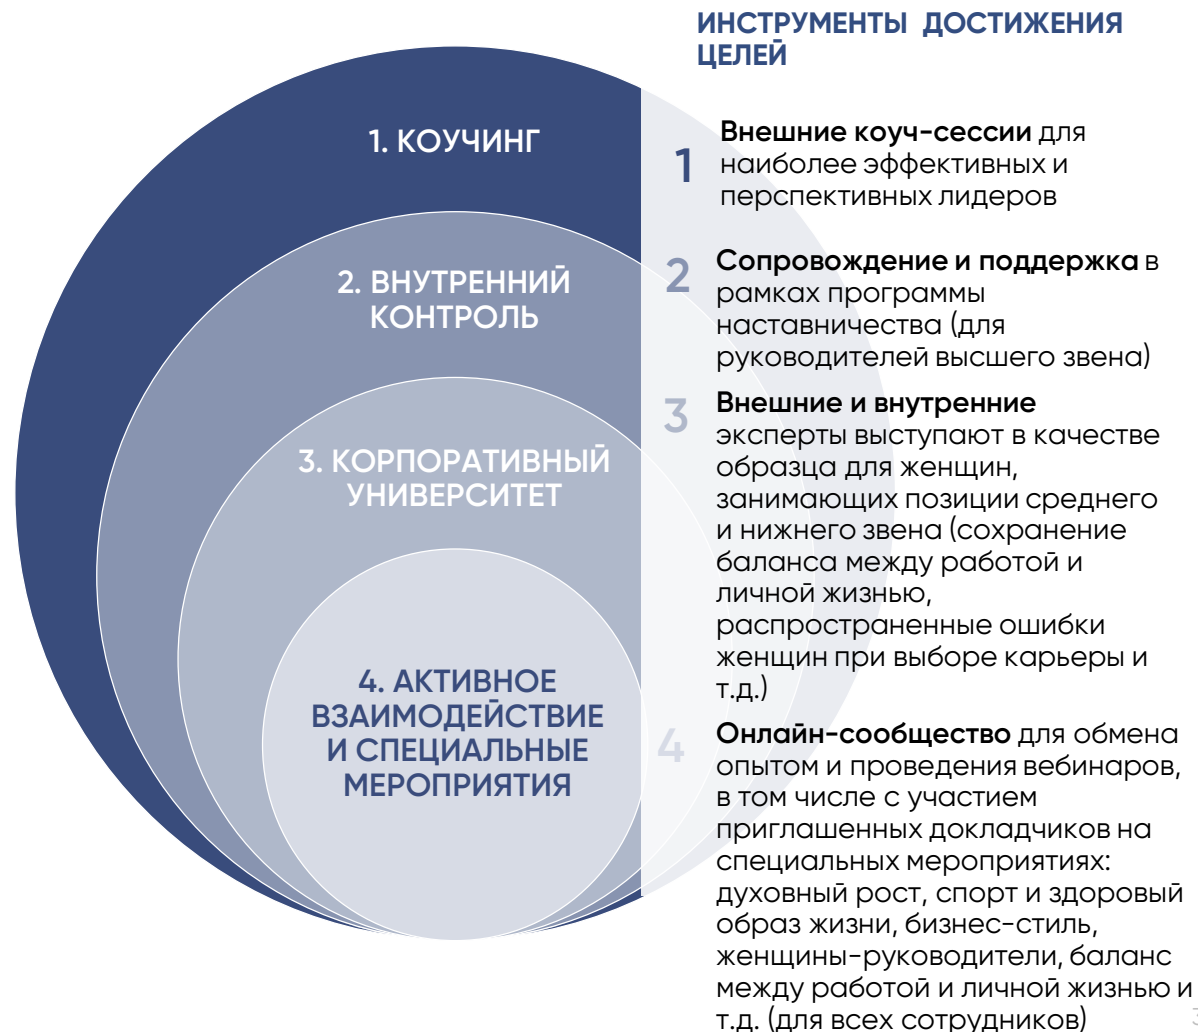 ИНСТРУМЕНТЫ ДОСТИЖЕНИЯ
ЦЕЛЕЙ
1. КОУЧИНГ
2. ВНУТРЕННИЙ
КОНТРОЛЬ
3. КОРПОРАТИВНЫЙ
УНИВЕРСИТЕТ
4. АКТИВНОЕ
ВЗАИМОДЕЙСТВИЕ
И СПЕЦИАЛЬНЫЕ
МЕРОПРИЯТИЯ
1
Внешние коуч-сессии для
наиболее эффективных и
перспективных лидеров
2
Сопровождение и поддержка в
рамках программы
наставничества (для
руководителей высшего звена)
3
Внешние и внутренние
эксперты выступают в качестве
образца для женщин,
занимающих позиции среднего
и нижнего звена (сохранение
баланса между работой и
личной жизнью,
распространенные ошибки
женщин при выборе карьеры и
т.д.)
4
Онлайн-сообщество для обмена
опытом и проведения вебинаров,
в том числе с участием
приглашенных докладчиков на
специальных мероприятиях:
духовный рост, спорт и здоровый
образ жизни, бизнес-стиль,
женщины-руководители, баланс
между работой и личной жизнью и
т.д. (для всех сотрудников)